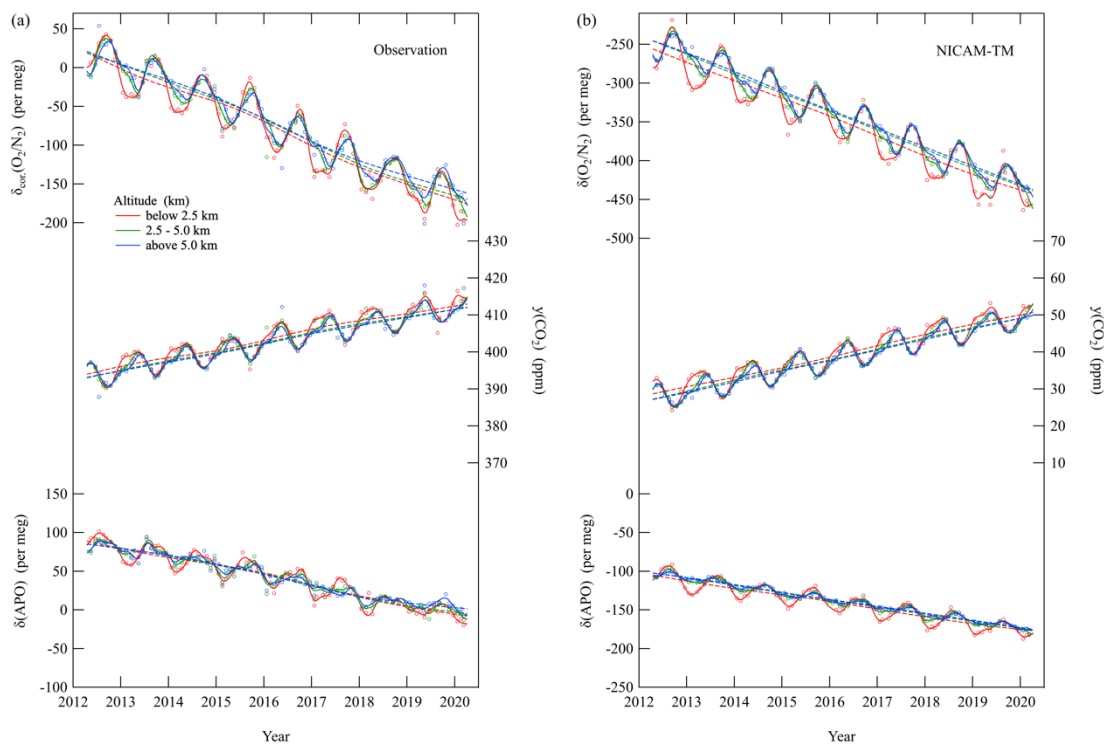 (a)
Observation
δcor.(O₂/N₂) (per meg)
50
0
-50
-100
-150
-200
Altitude (km)
below 2.5 km
2.5 - 5.0 km
above 5.0 km
430
420
410
400
390
380
370
y(CO₂) (ppm)
δ(APO) (per meg)
150
100
50
0
-50
-100
2012 2013 2014 2015 2016 2017 2018 2019 2020
Year
(b)
NICAM-TM
δ(O₂/N₂) (per meg)
-250
-300
-350
-400
-450
-500
70
60
50
40
30
20
10
y(CO₂) (ppm)
δ(APO) (per meg)
0
-50
-100
-150
-200
-250
2012 2013 2014 2015 2016 2017 2018 2019 2020
Year